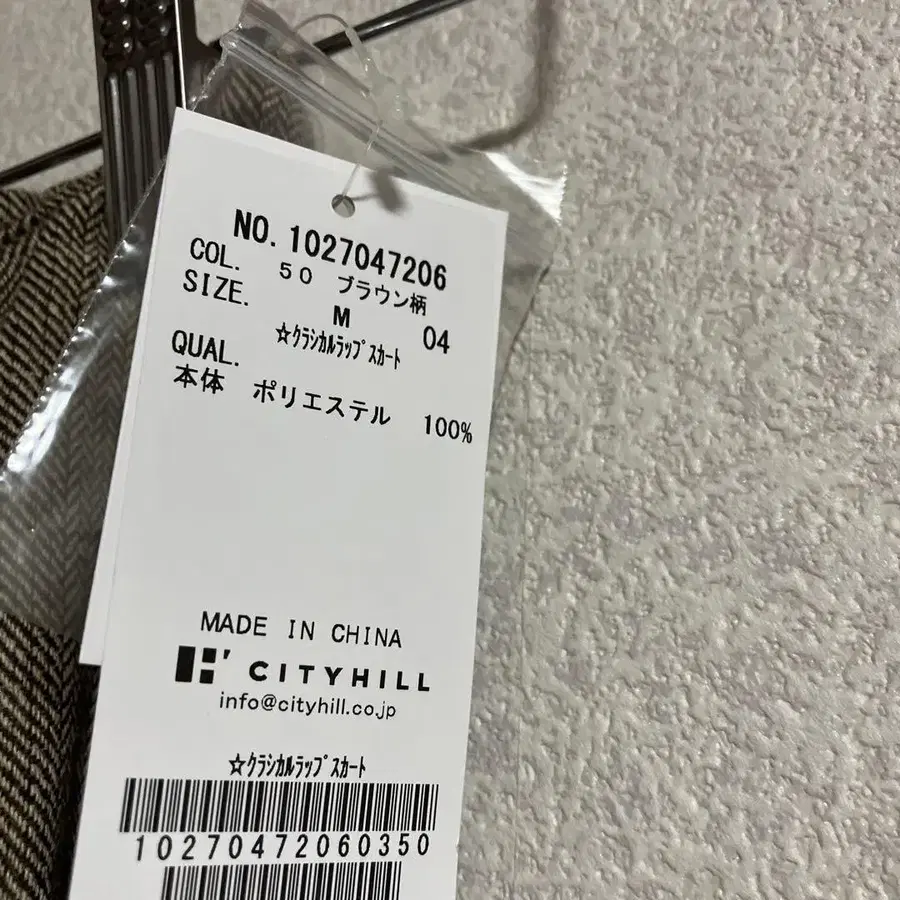 NO. 1027047206
COL. 50 ブラウン柄
SIZE. M 04
☆ｸﾗｼｶﾙﾗｯﾌﾟｽｶｰﾄ
QUAL.
本体 ポリエステル 100%
MADE IN CHINA
CITYHILL
info@cityhill.co.jp
☆ｸﾗｼｶﾙﾗｯﾌﾟｽｶｰﾄ
10270472060350